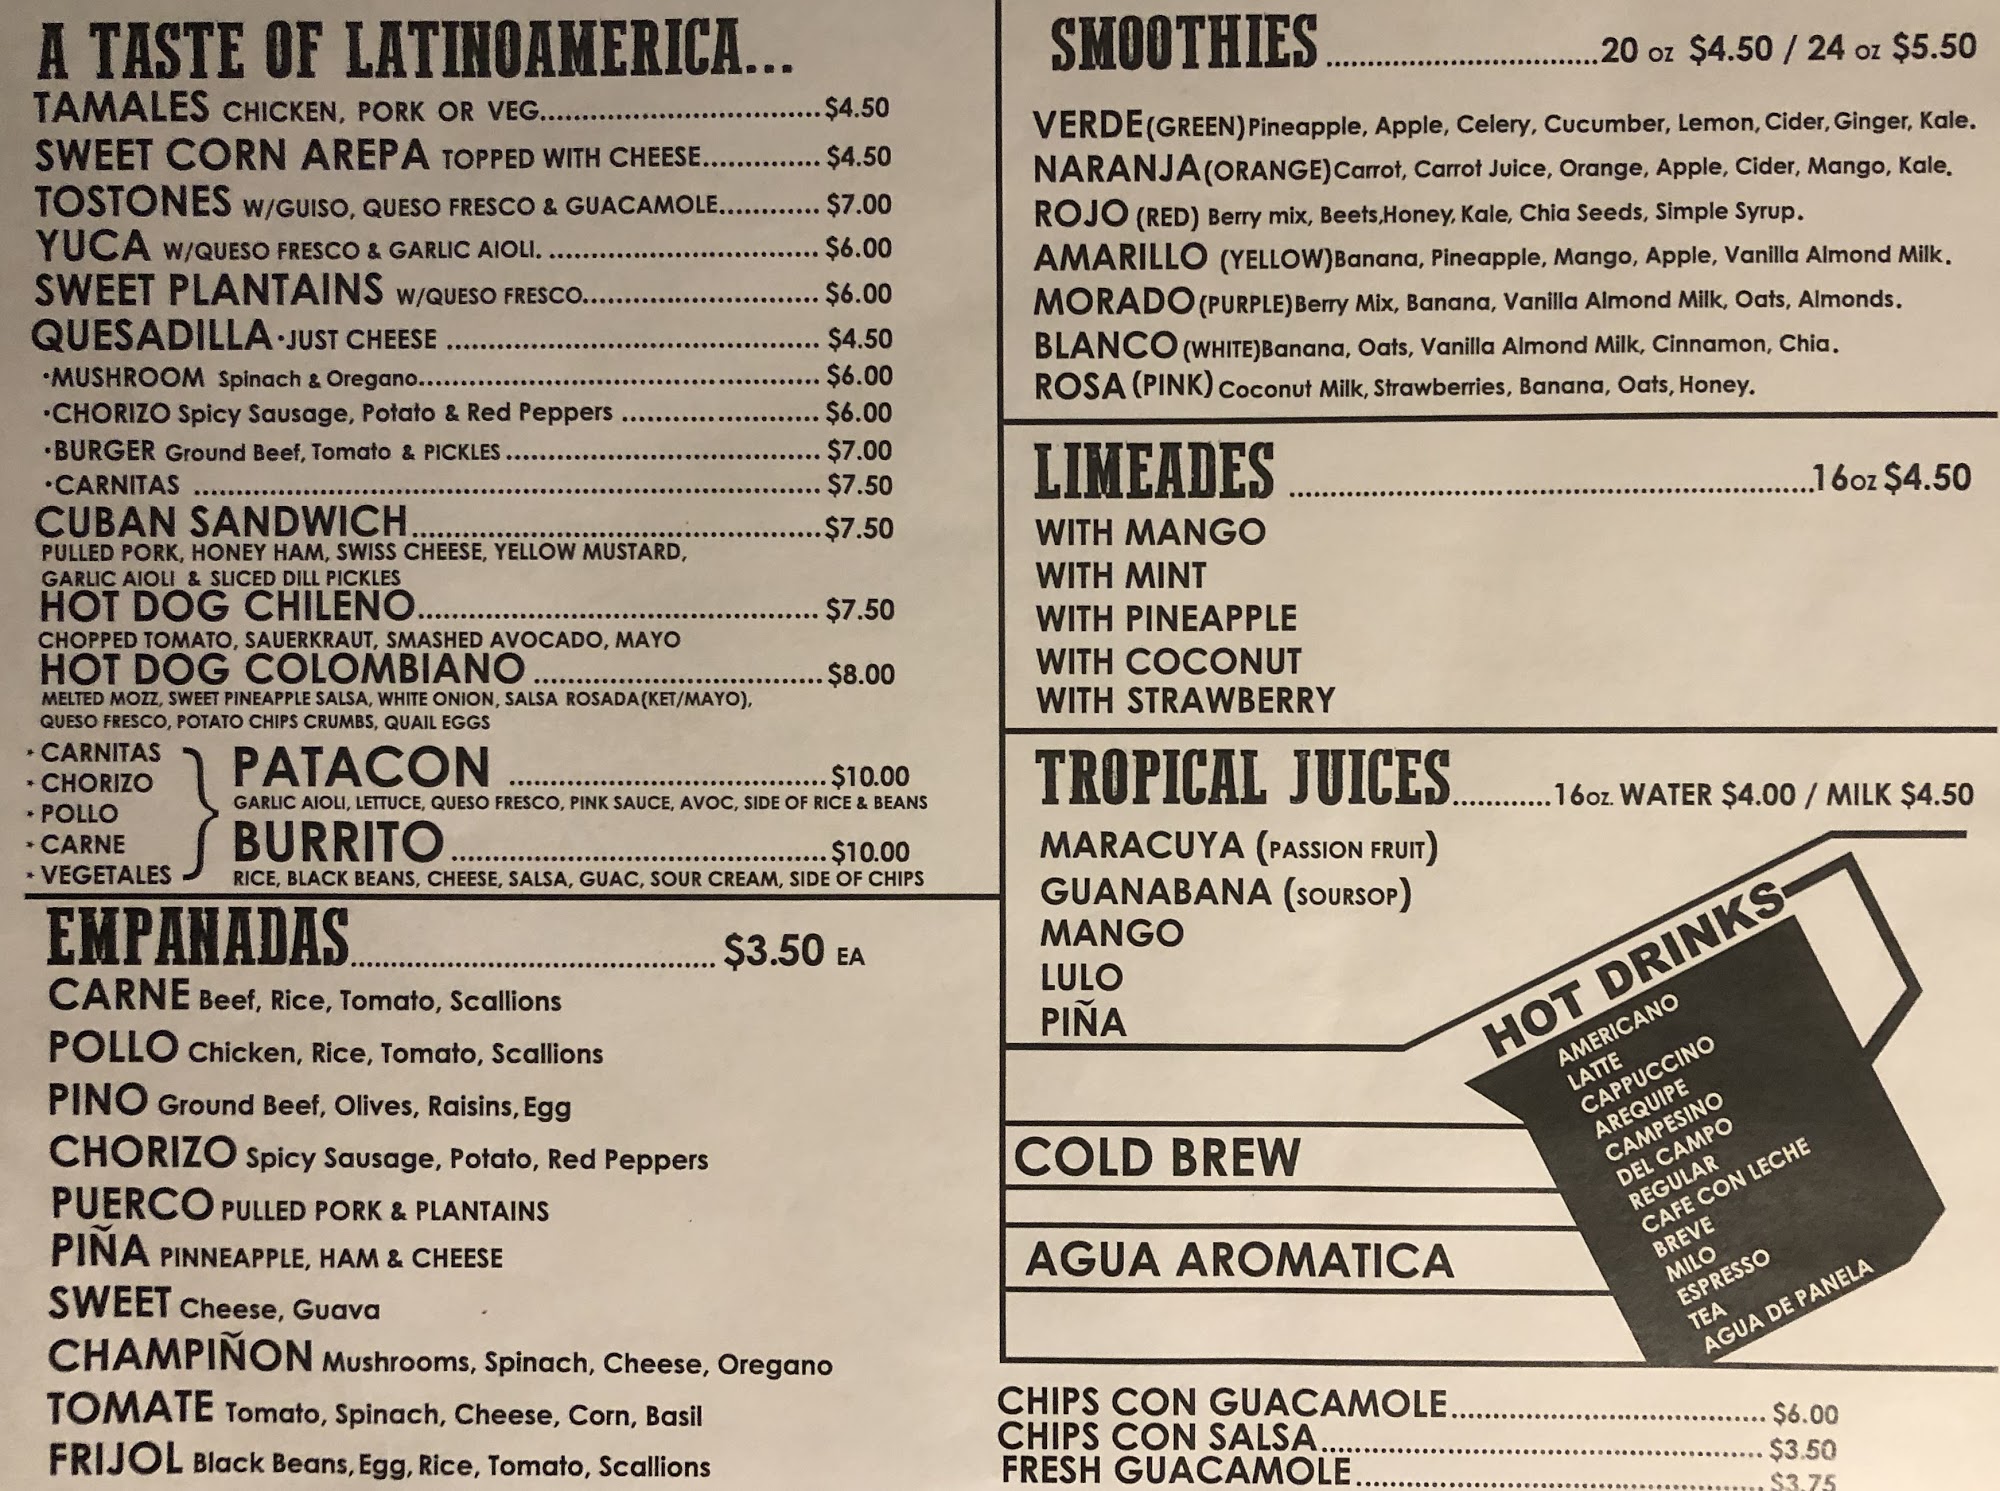 A TASTE OF LATINOAMERICA...
TAMALES CHICKEN, PORK OR VEG..............................$4.50
SWEET CORN AREPA TOPPED WITH CHEESE............. $4.50
TOSTONES W/GUISO, QUESO FRESCO & GUACAMOLE........... $7.00
YUCA W/QUESO FRESCO & GARLIC AIOLI. .............................. $6.00
SWEET PLANTAINS W/QUESO FRESCO.......................... $6.00
QUESADILLA •JUST CHEESE ......................................... $4.50
•MUSHROOM Spinach & Oregano............................................ $6.00
•CHORIZO Spicy Sausage, Potato & Red Peppers ...................... $6.00
•BURGER Ground Beef, Tomato & PICKLES ................................... $7.00
•CARNITAS ..................................................................... $7.50
CUBAN SANDWICH.............................................$7.50
PULLED PORK, HONEY HAM, SWISS CHEESE, YELLOW MUSTARD,
GARLIC AIOLI & SLICED DILL PICKLES
HOT DOG CHILENO............................................ $7.50
CHOPPED TOMATO, SAUERKRAUT, SMASHED AVOCADO, MAYO
HOT DOG COLOMBIANO ................................ $8.00
MELTED MOZZ, SWEET PINEAPPLE SALSA, WHITE ONION, SALSA ROSADA(KET/MAYO),
QUESO FRESCO, POTATO CHIPS CRUMBS, QUAIL EGGS
* CARNITAS
* CHORIZO
* POLLO
* CARNE
* VEGETALES
PATACON ................................... $10.00
GARLIC AIOLI, LETTUCE, QUESO FRESCO, PINK SAUCE, AVOC, SIDE OF RICE & BEANS
BURRITO ......................................... $10.00
RICE, BLACK BEANS, CHEESE, SALSA, GUAC, SOUR CREAM, SIDE OF CHIPS
EMPANADAS........................................ $3.50 EA
CARNE Beef, Rice, Tomato, Scallions
POLLO Chicken, Rice, Tomato, Scallions
PINO Ground Beef, Olives, Raisins, Egg
CHORIZO Spicy Sausage, Potato, Red Peppers
PUERCO PULLED PORK & PLANTAINS
PIÑA PINNEAPPLE, HAM & CHEESE
SWEET Cheese, Guava
CHAMPIÑON Mushrooms, Spinach, Cheese, Oregano
TOMATE Tomato, Spinach, Cheese, Corn, Basil
FRIJOL Black Beans, Egg, Rice, Tomato, Scallions
SMOOTHIES ..............................20 oz $4.50 / 24 oz $5.50
VERDE (GREEN) Pineapple, Apple, Celery, Cucumber, Lemon, Cider, Ginger, Kale.
NARANJA (ORANGE) Carrot, Carrot Juice, Orange, Apple, Cider, Mango, Kale.
ROJO (RED) Berry mix, Beets,Honey, Kale, Chia Seeds, Simple Syrup.
AMARILLO (YELLOW)Banana, Pineapple, Mango, Apple, Vanilla Almond Milk.
MORADO (PURPLE)Berry Mix, Banana, Vanilla Almond Milk, Oats, Almonds.
BLANCO (WHITE)Banana, Oats, Vanilla Almond Milk, Cinnamon, Chia.
ROSA (PINK) Coconut Milk, Strawberries, Banana, Oats, Honey.
LIMEADES .........................................................16oz $4.50
WITH MANGO
WITH MINT
WITH PINEAPPLE
WITH COCONUT
WITH STRAWBERRY
TROPICAL JUICES...........16oz. WATER $4.00 / MILK $4.50
MARACUYA (PASSION FRUIT)
GUANABANA (SOURSOP)
MANGO
LULO
PIÑA
HOT DRINKS
AMERICANO
LATTE
CAPPUCCINO
AREQUIPE
CAMPESINO
DEL CAMPO
REGULAR
CAFE CON LECHE
BREVE
MILO
ESPRESSO
TEA
AGUA DE PANELA
COLD BREW
AGUA AROMATICA
CHIPS CON GUACAMOLE.................................. $6.00
CHIPS CON SALSA................................................ $3.50
FRESH GUACAMOLE............................................. $3.75